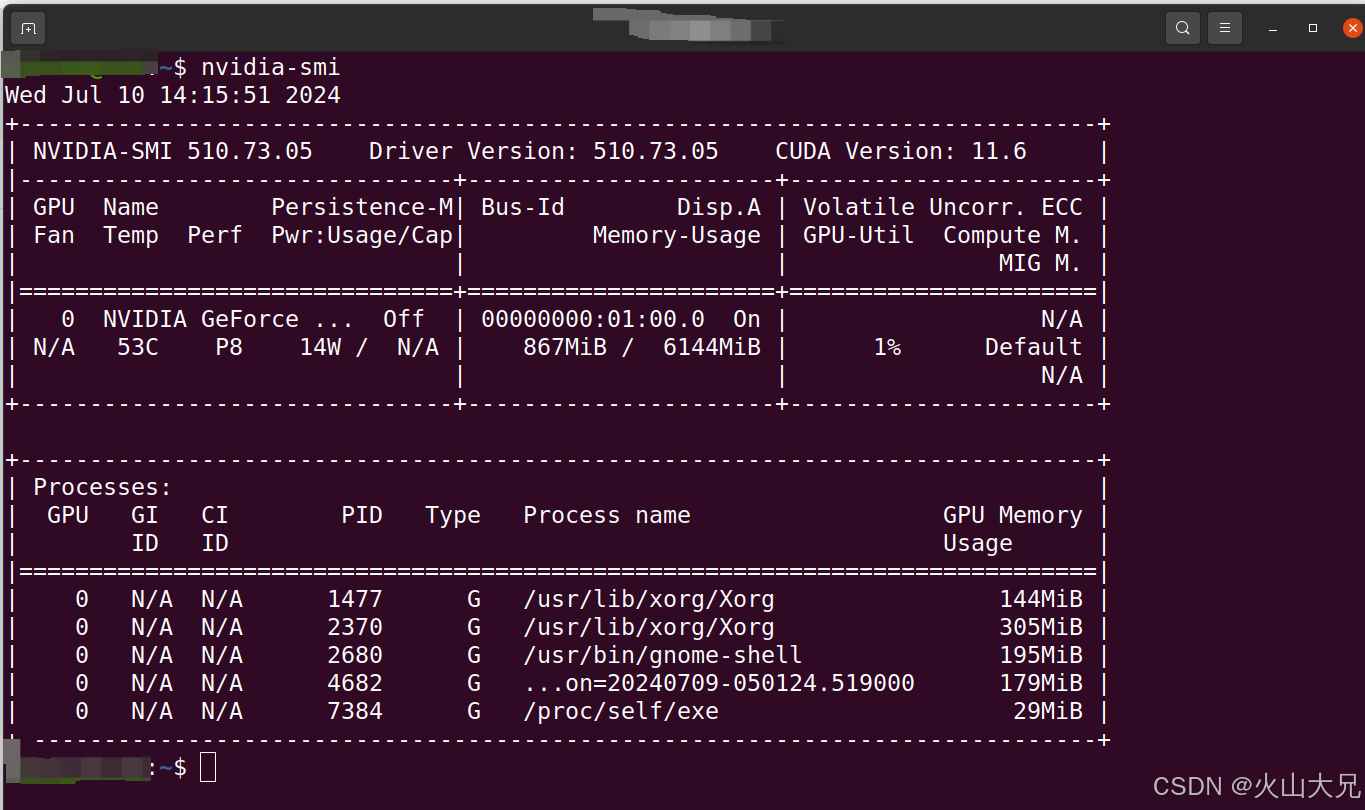 :~$ nvidia-smi
Wed Jul 10 14:15:51 2024
+-----------------------------------------------------------------------------+
| NVIDIA-SMI 510.73.05    Driver Version: 510.73.05    CUDA Version: 11.6     |
|-------------------------------+----------------------+----------------------+
| GPU  Name        Persistence-M| Bus-Id        Disp.A | Volatile Uncorr. ECC |
| Fan  Temp  Perf  Pwr:Usage/Cap|         Memory-Usage | GPU-Util  Compute M. |
|                               |                      |               MIG M. |
|===============================+======================+======================|
|   0  NVIDIA GeForce ...  Off  | 00000000:01:00.0  On |                  N/A |
| N/A   53C    P8    14W /  N/A |    867MiB /  6144MiB |      1%      Default |
|                               |                      |                  N/A |
+-------------------------------+----------------------+----------------------+

+-----------------------------------------------------------------------------+
| Processes:                                                                  |
|  GPU   GI   CI        PID   Type   Process name                  GPU Memory |
|        ID   ID                                                   Usage      |
|=============================================================================|
|    0   N/A  N/A      1477      G   /usr/lib/xorg/Xorg                144MiB |
|    0   N/A  N/A      2370      G   /usr/lib/xorg/Xorg                305MiB |
|    0   N/A  N/A      2680      G   /usr/bin/gnome-shell              195MiB |
|    0   N/A  N/A      4682      G   ...on=20240709-050124.519000      179MiB |
|    0   N/A  N/A      7384      G   /proc/self/exe                     29MiB |
+-----------------------------------------------------------------------------+
:~$
CSDN @火山大兄